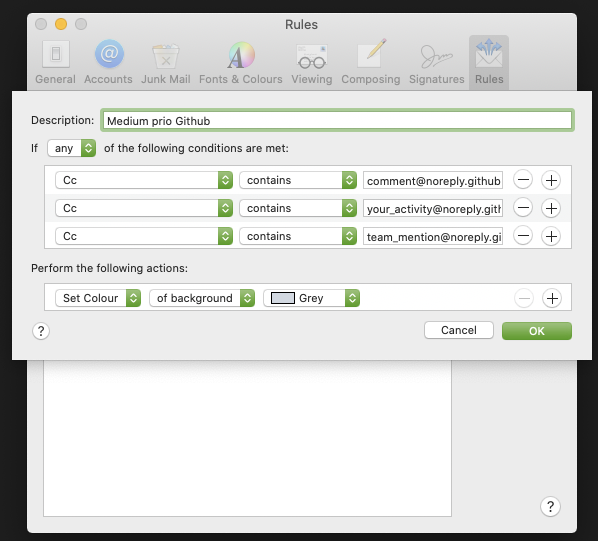 Rules
General Accounts Junk Mail Fonts & Colours Viewing Composing Signatures Rules
Description: Medium prio Github
If any of the following conditions are met:
Cc contains comment@noreply.github
Cc contains your_activity@noreply.gith
Cc contains team_mention@noreply.gi
Perform the following actions:
Set Colour of background Grey
? Cancel OK
?